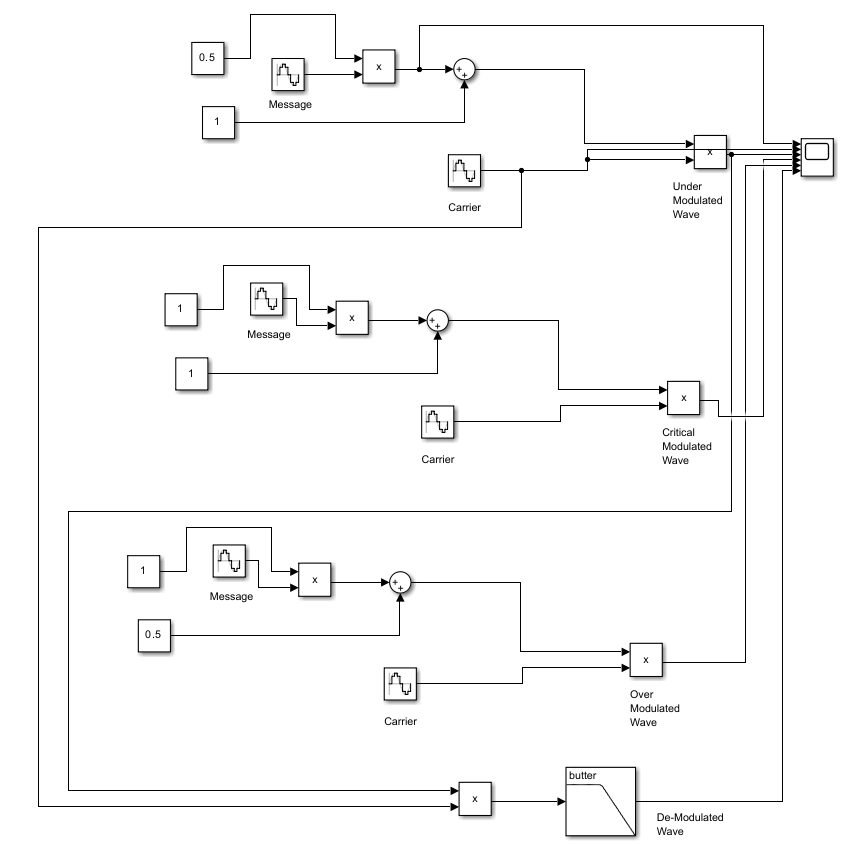 0.5
x
+
+
Message
1
x
Carrier
Under
Modulated
Wave
1
x
+
+
Message
1
x
Carrier
Critical
Modulated
Wave
1
x
+
+
Message
0.5
x
Carrier
Over
Modulated
Wave
butter
x
De-Modulated
Wave